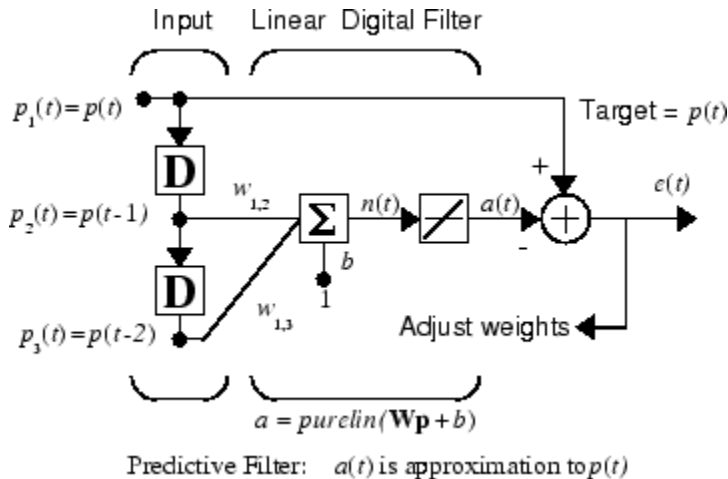 Input Linear Digital Filter
p1(t)=p(t)
Target = p(t)
D
+
e(t)
p2(t)=p(t-1)
w1,2
Σ
n(t)
a(t)
-
b
D
1
w1,3
p3(t)=p(t-2)
Adjust weights
a = purelin(Wp + b)
Predictive Filter: a(t) is approximation to p(t)